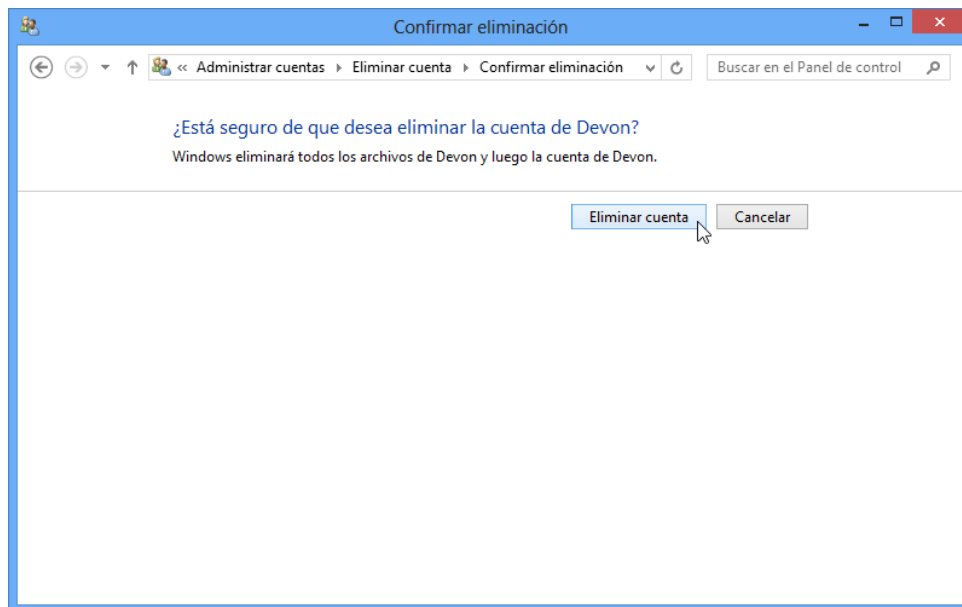 Confirmar eliminación
« Administrar cuentas Eliminar cuenta Confirmar eliminación Buscar en el Panel de control
¿Está seguro de que desea eliminar la cuenta de Devon?
Windows eliminará todos los archivos de Devon y luego la cuenta de Devon.
Eliminar cuenta Cancelar